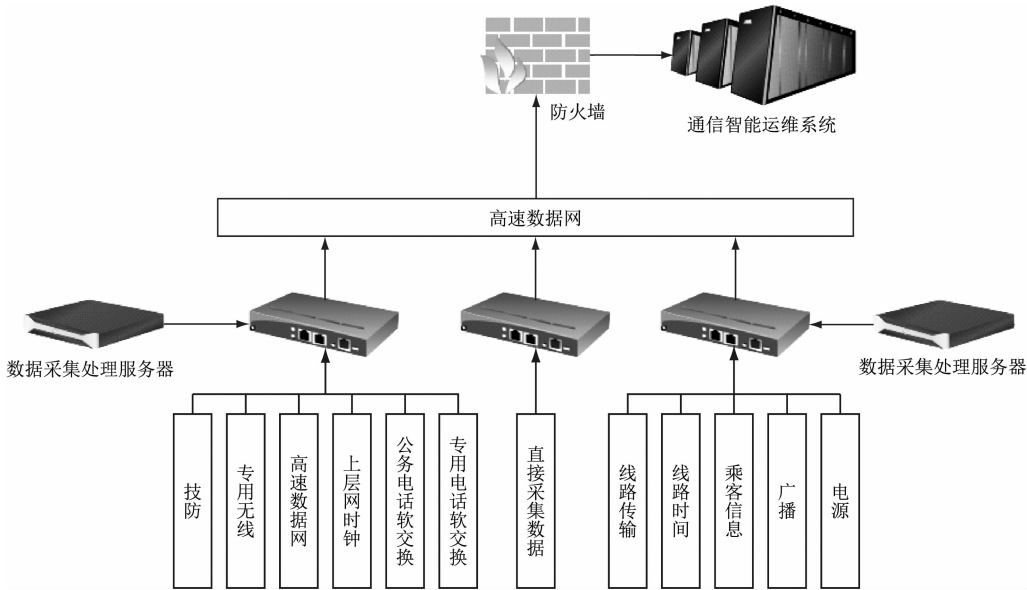 防火墙
通信智能运维系统
高速数据网
数据采集处理服务器
数据采集处理服务器
技防
专用无线
高速数据网
上层网时钟
公务电话软交换
专用电话软交换
直接采集数据
线路传输
线路时间
乘客信息
广播
电源